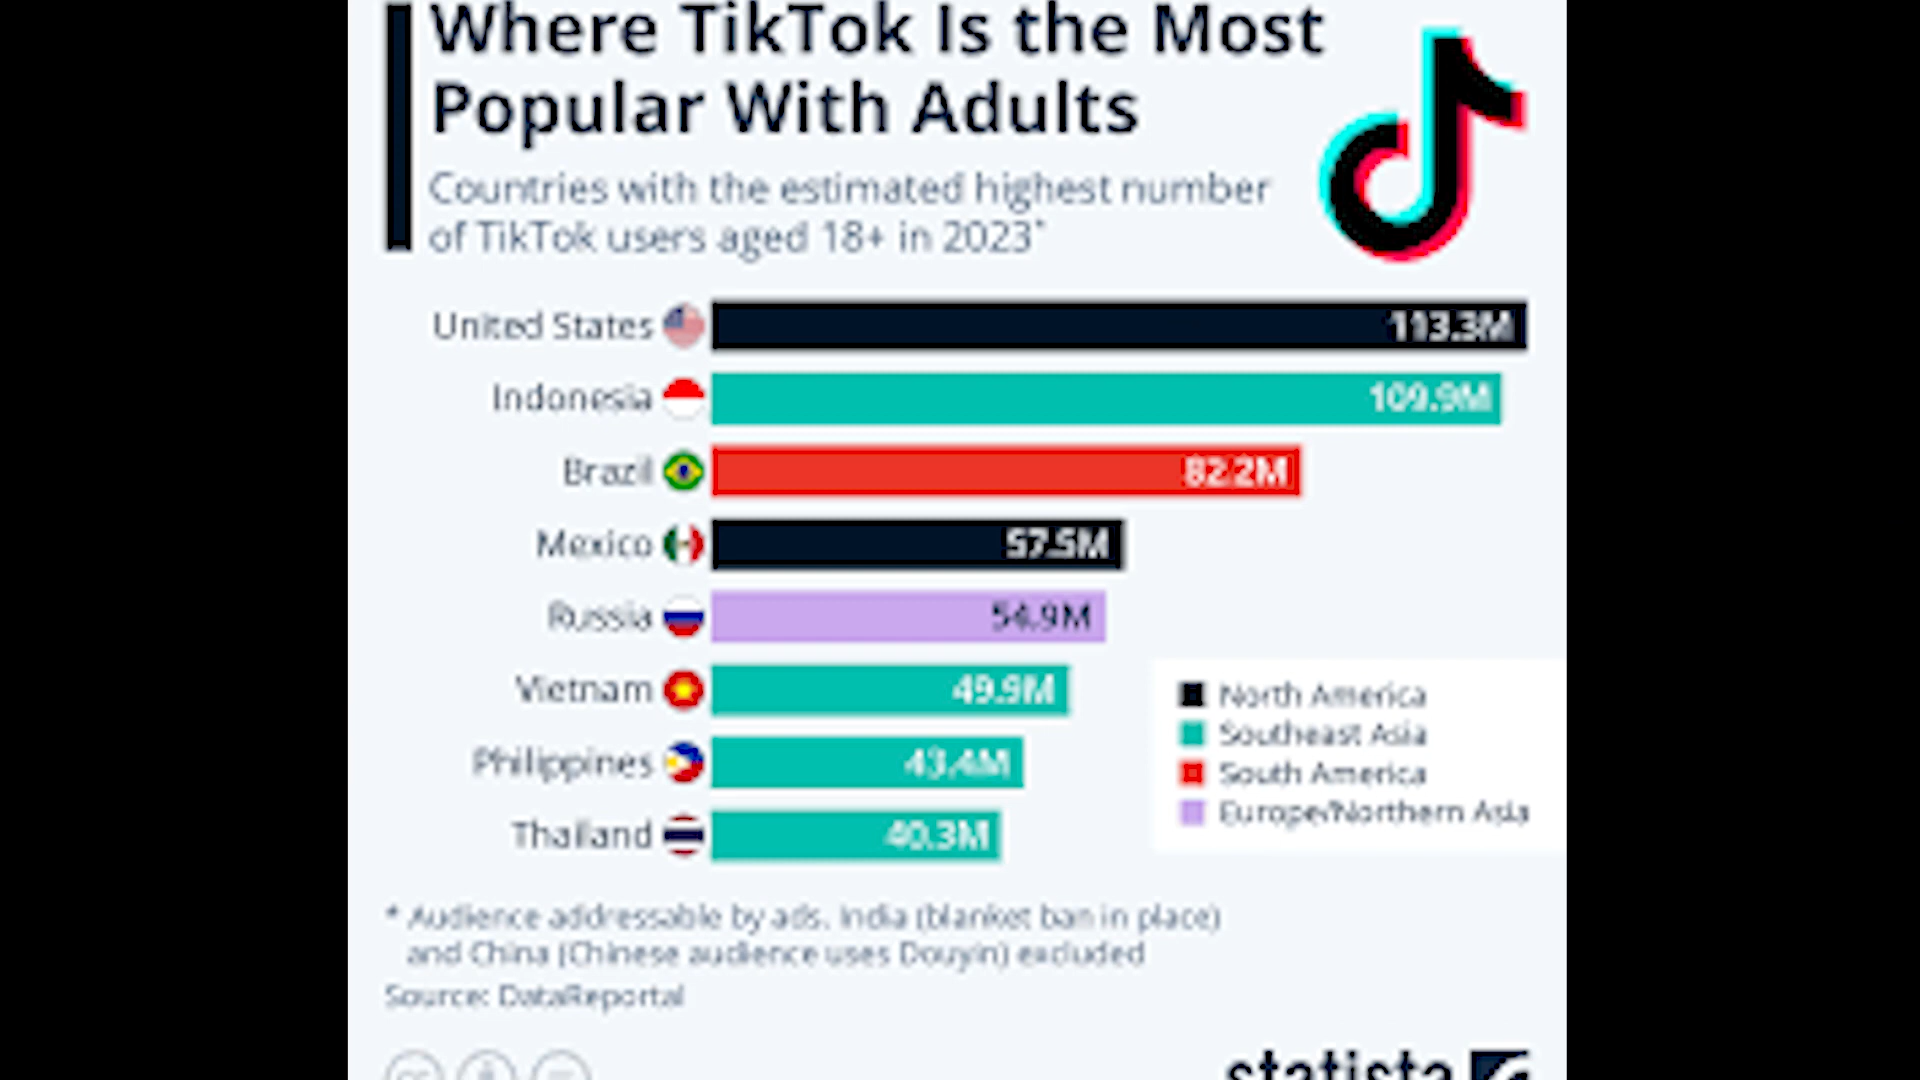 Where TikTok Is the Most
Popular With Adults
Countries with the estimated highest number
of TikTok users aged 18+ in 2023*
United States 113.3M
Indonesia 109.9M
Brazil 82.2M
Mexico 57.5M
Russia 54.9M
Vietnam 49.9M
Philippines 43.4M
Thailand 40.3M
North America
Southeast Asia
South America
Europe/Northern Asia
* Audience addressable by ads. India (blanket ban in place)
and China (Chinese audience uses Douyin) excluded
Source: DataReportal
statista